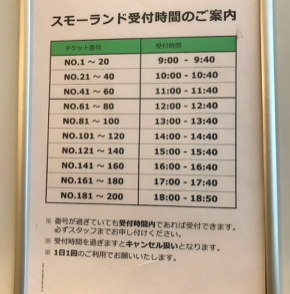 スモーランド受付時間のご案内
チケット番号 受付時間
NO.1 ～ 20 9:00 - 9:40
NO.21 ～ 40 10:00 - 10:40
NO.41 ～ 60 11:00 - 11:40
NO.61 ～ 80 12:00 - 12:40
NO.81 ～ 100 13:00 - 13:40
NO.101 ～ 120 14:00 - 14:40
NO.121 ～ 140 15:00 - 15:40
NO.141 ～ 160 16:00 - 16:40
NO.161 ～ 180 17:00 - 17:40
NO.181 ～ 200 18:00 - 18:50
※ 番号が過ぎていても受付時間内であれば受付できます。
必ずスタッフまでお申し付けください。
※ 受付時間を過ぎますとキャンセル扱いとなります。
※ 1日1回のご利用でお願いいたします。